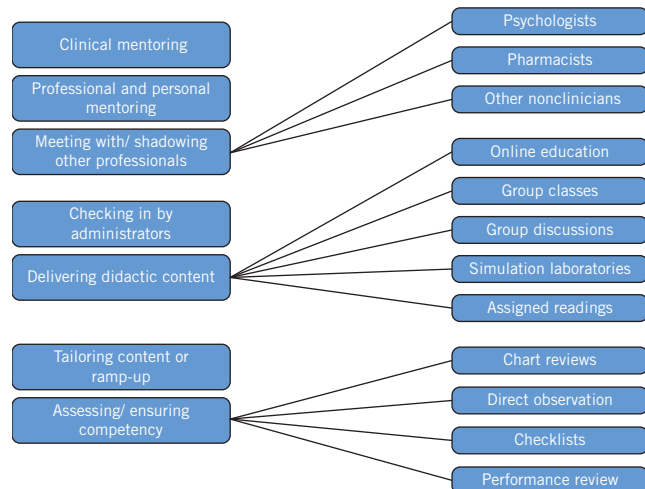 Clinical mentoring
Professional and personal
mentoring
Meeting with/ shadowing
other professionals
Psychologists
Pharmacists
Other nonclinicians
Checking in by
administrators
Delivering didactic content
Online education
Group classes
Group discussions
Simulation laboratories
Assigned readings
Tailoring content or
ramp-up
Assessing/ ensuring
competency
Chart reviews
Direct observation
Checklists
Performance review